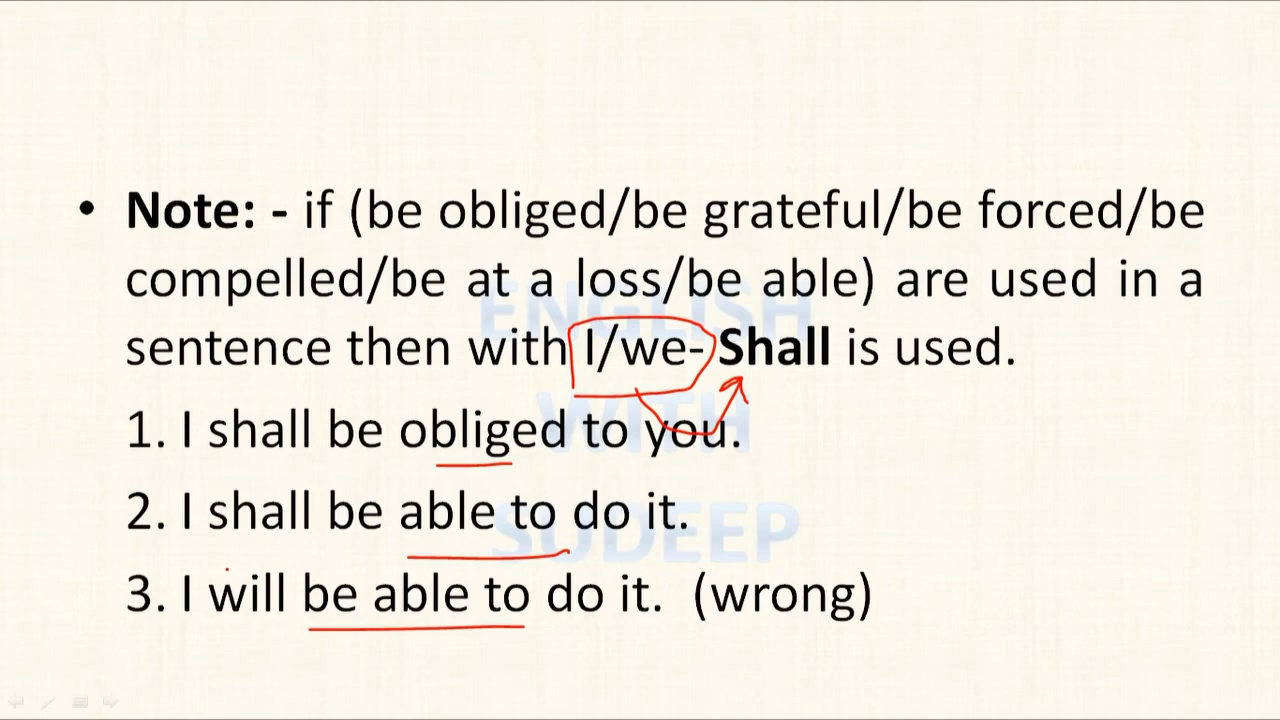 • Note: - if (be obliged/be grateful/be forced/be
compelled/be at a loss/be able) are used in a
sentence then with I/we- Shall is used.
1. I shall be obliged to you.
2. I shall be able to do it.
3. I will be able to do it. (wrong)
ENGLISH
WITH
SUDEEP